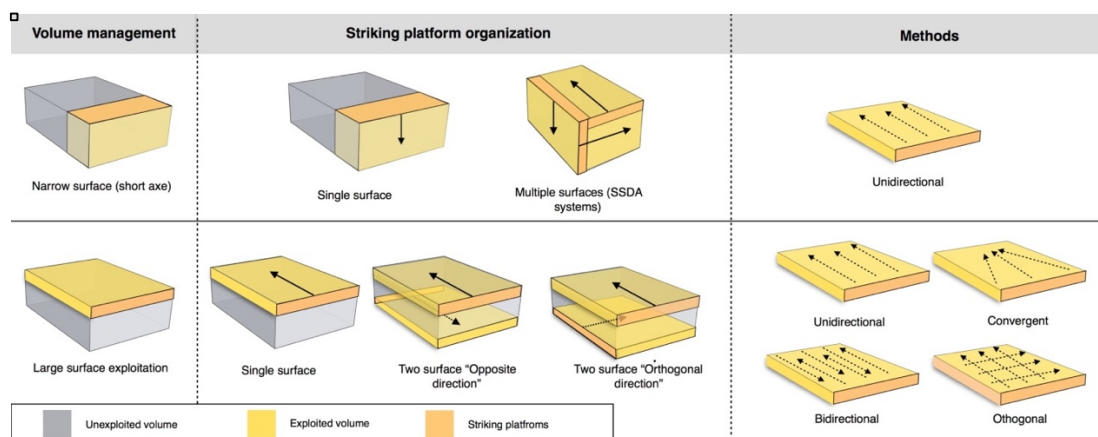 Volume management
Striking platform organization
Methods
Narrow surface (short axe)
Single surface
Multiple surfaces (SSDA
systems)
Unidirectional
Large surface exploitation
Single surface
Two surface “Opposite
direction”
Two surface “Orthogonal
direction”
Unidirectional
Convergent
Bidirectional
Othogonal
Unexploited volume
Exploited volume
Striking platfroms